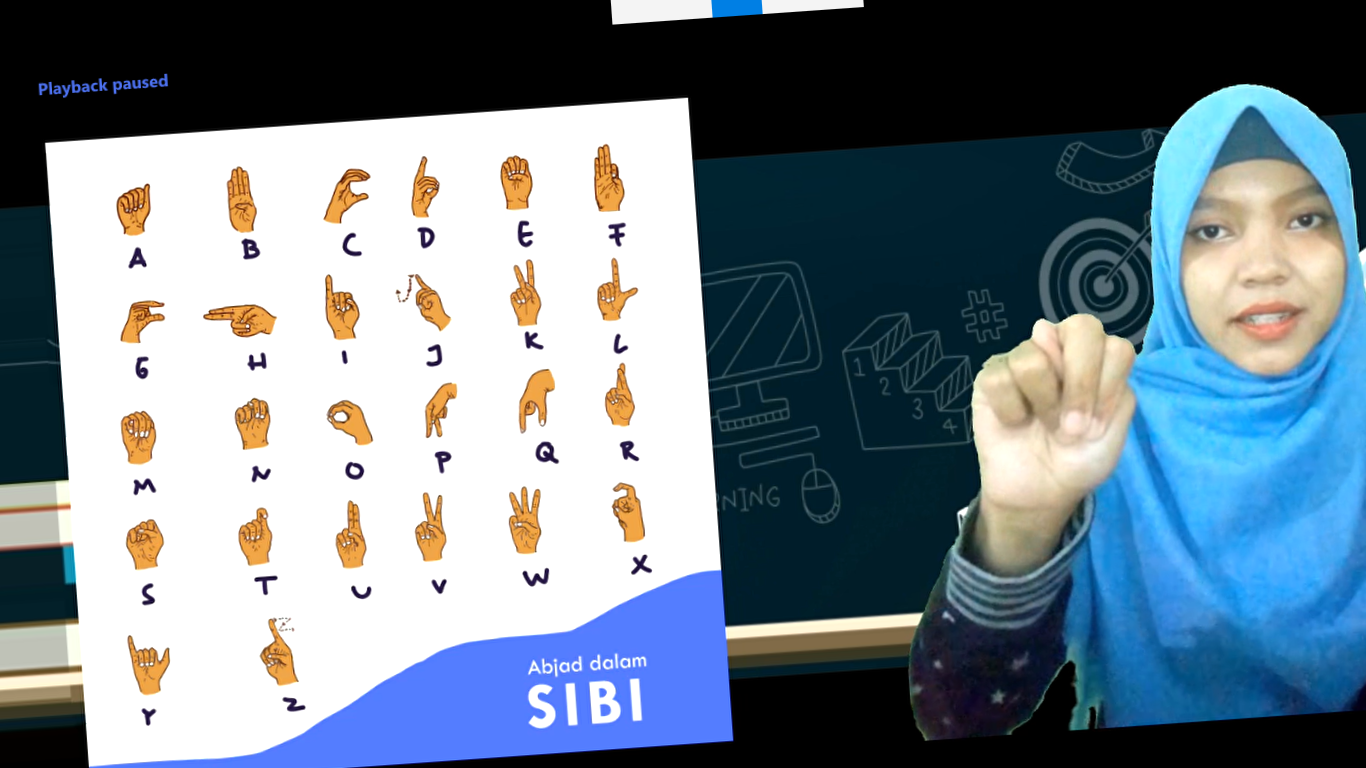 Playback paused
A B C D E F
G H I J K L
M N O P Q R
S T U V W X
Y Z
Abjad dalam
SIBI
#
1
2
3
4
NING